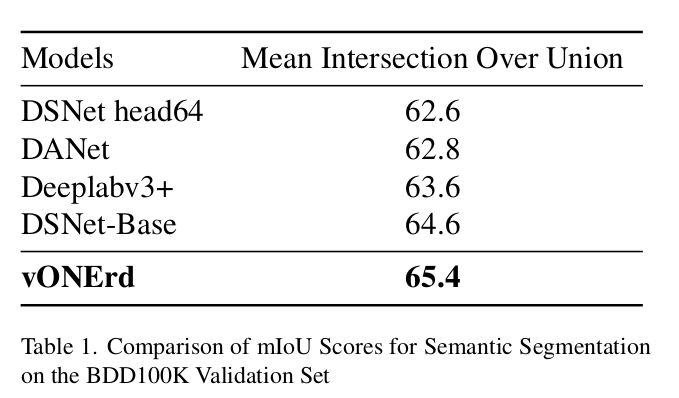 Models Mean Intersection Over Union
DSNet head64 62.6
DANet 62.8
Deeplabv3+ 63.6
DSNet-Base 64.6
vONErd 65.4
Table 1. Comparison of mIoU Scores for Semantic Segmentation
on the BDD100K Validation Set